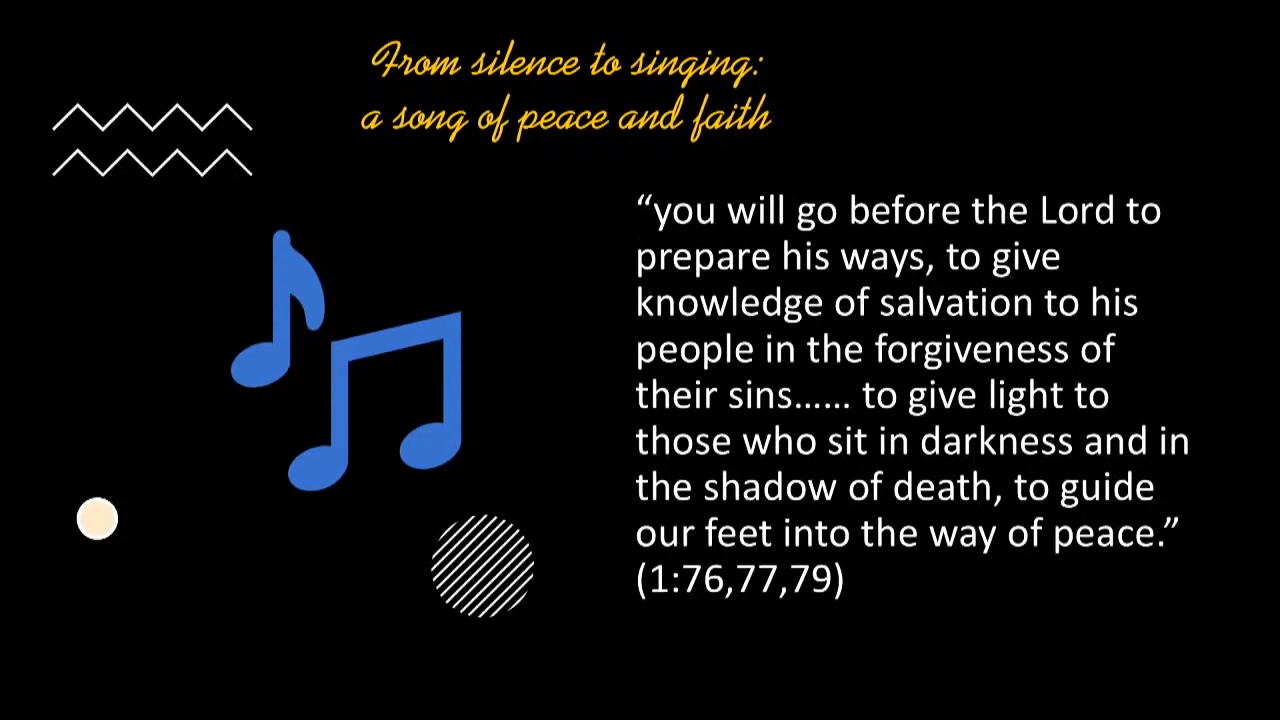 From silence to singing:
a song of peace and faith
“you will go before the Lord to
prepare his ways, to give
knowledge of salvation to his
people in the forgiveness of
their sins…… to give light to
those who sit in darkness and in
the shadow of death, to guide
our feet into the way of peace.”
(1:76,77,79)